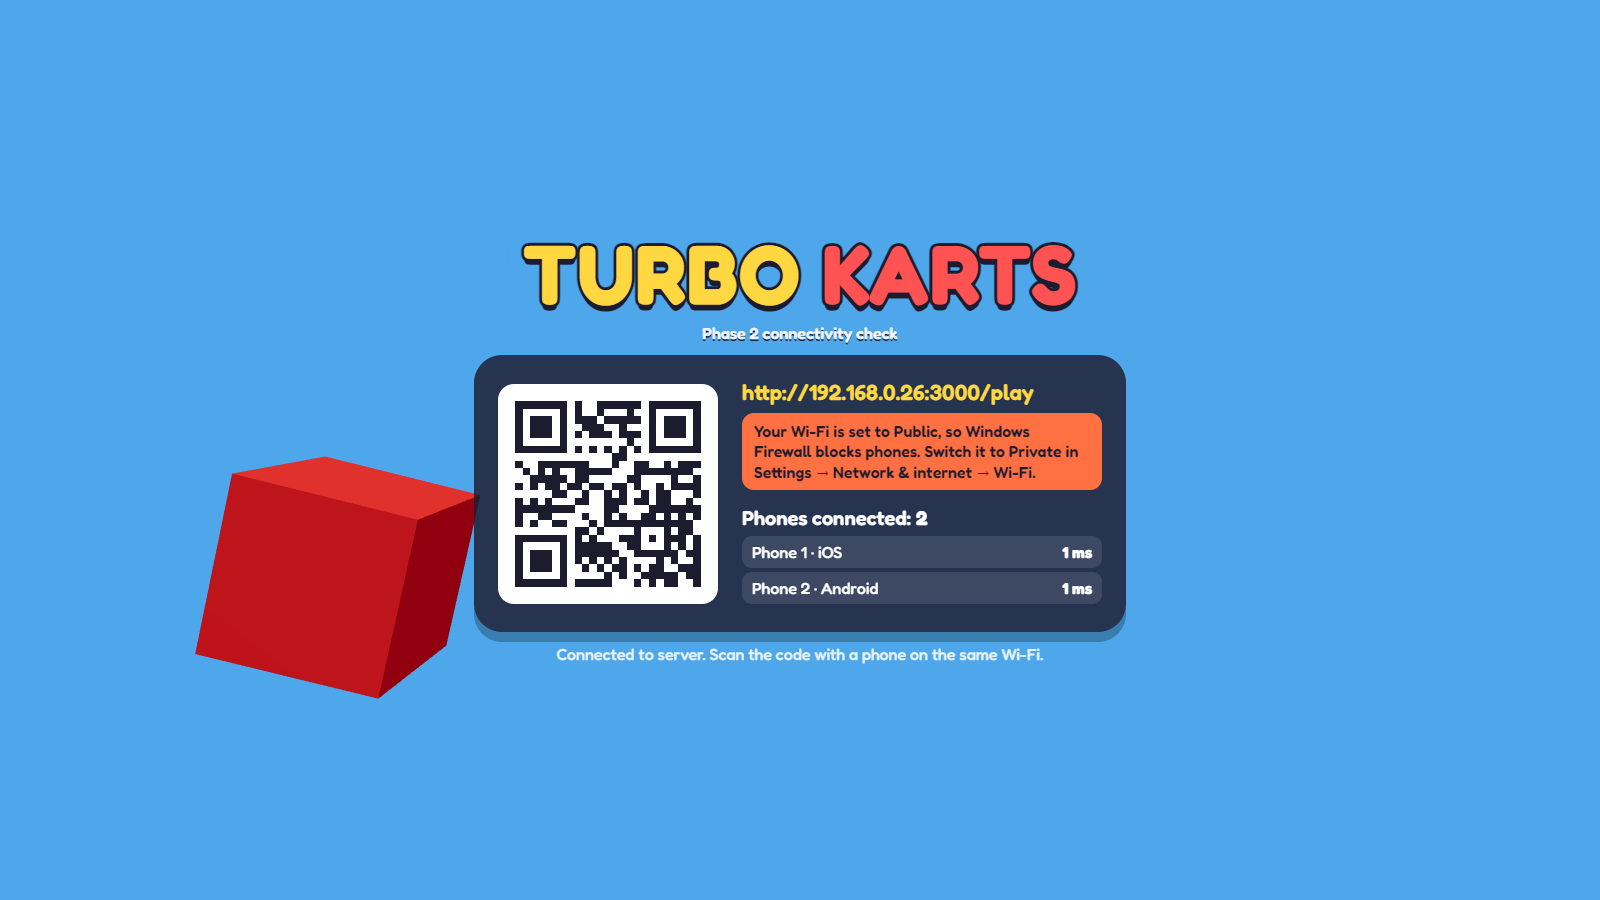 TURBO KARTS
Phase 2 connectivity check
http://192.168.0.26:3000/play
Your Wi-Fi is set to Public, so Windows
Firewall blocks phones. Switch it to Private in
Settings → Network & internet → Wi-Fi.
Phones connected: 2
Phone 1 · iOS 1 ms
Phone 2 · Android 1 ms
Connected to server. Scan the code with a phone on the same Wi-Fi.